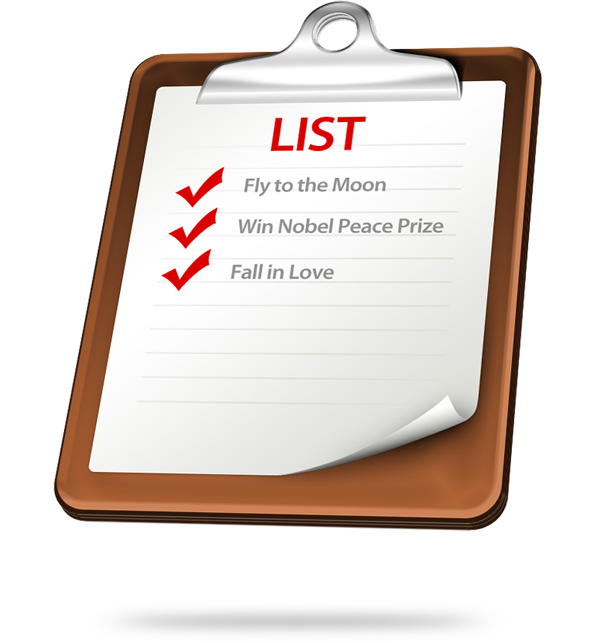 LIST
Fly to the Moon
Win Nobel Peace Prize
Fall in Love